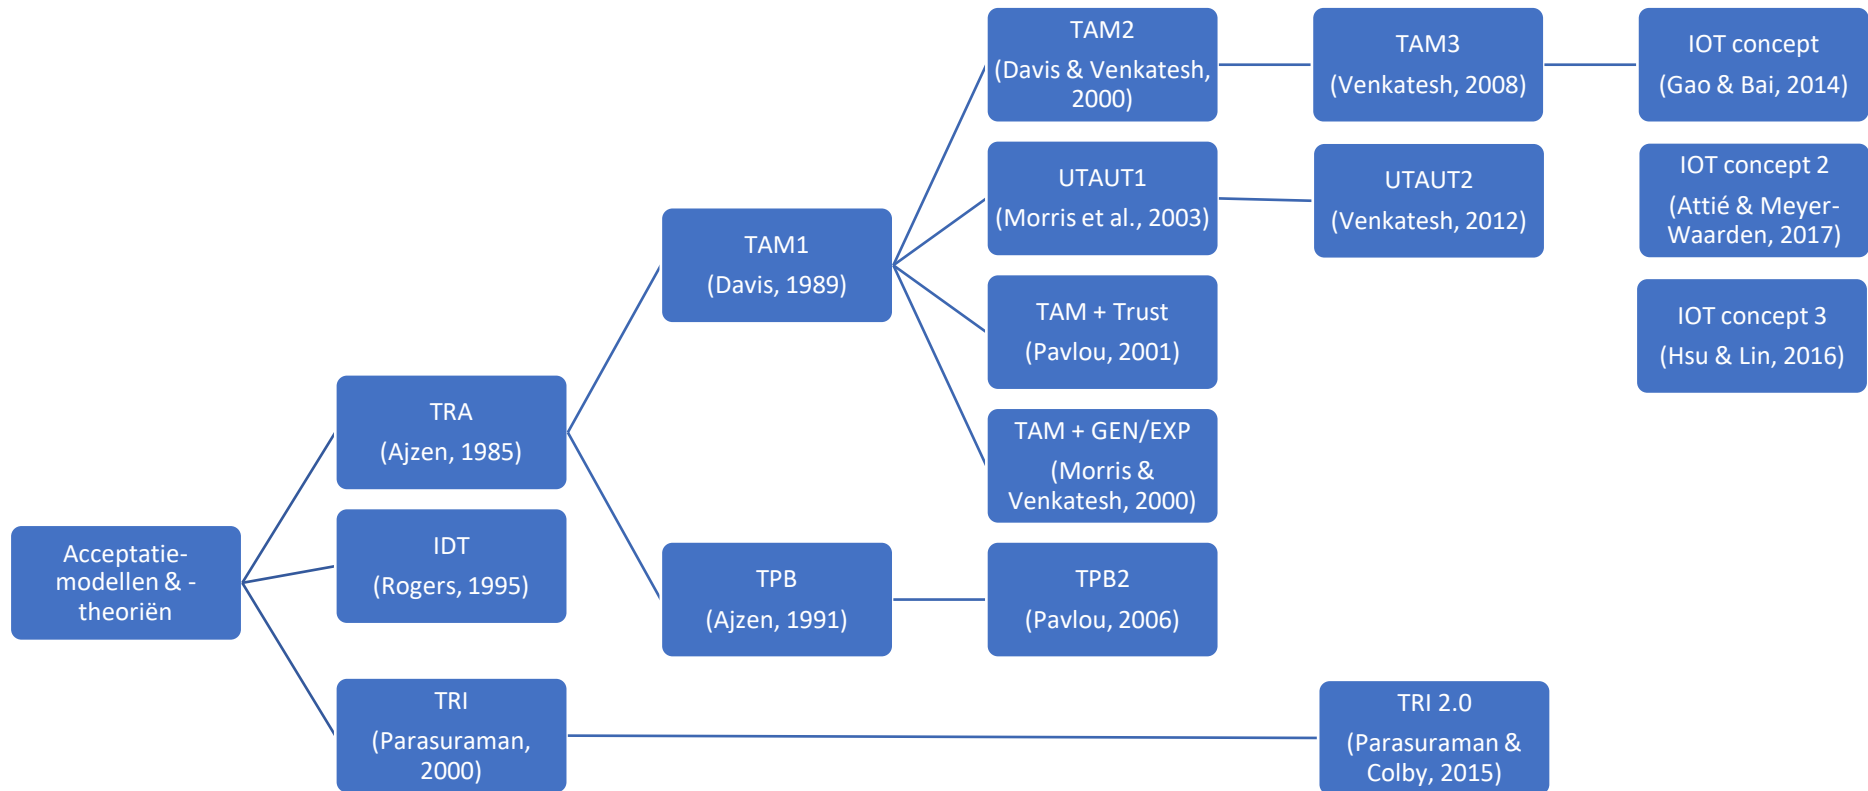 TAM2
(Davis & Venkatesh,
2000)
TAM3
(Venkatesh, 2008)
IOT concept
(Gao & Bai, 2014)
UTAUT1
(Morris et al., 2003)
UTAUT2
(Venkatesh, 2012)
IOT concept 2
(Attié & Meyer-
Waarden, 2017)
TAM1
(Davis, 1989)
TAM + Trust
(Pavlou, 2001)
IOT concept 3
(Hsu & Lin, 2016)
TRA
(Ajzen, 1985)
TAM + GEN/EXP
(Morris &
Venkatesh, 2000)
Acceptatie-
modellen & -
theoriën
IDT
(Rogers, 1995)
TPB
(Ajzen, 1991)
TPB2
(Pavlou, 2006)
TRI
(Parasuraman,
2000)
TRI 2.0
(Parasuraman &
Colby, 2015)